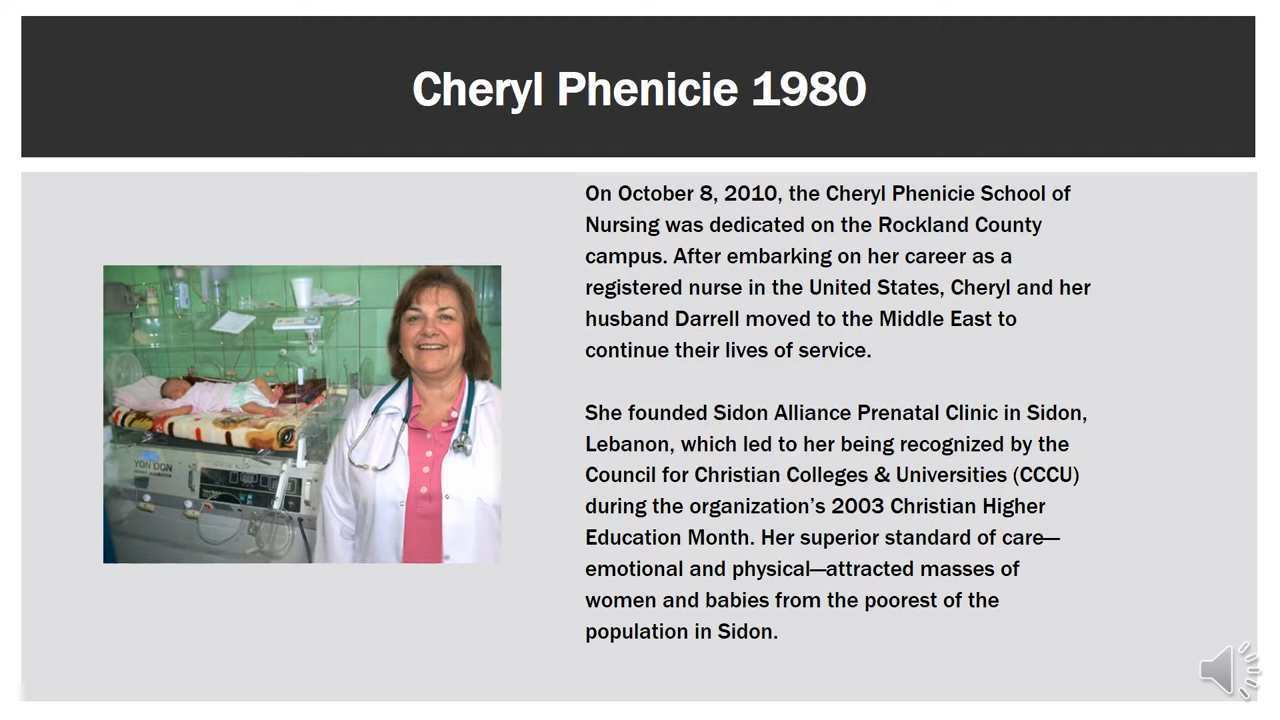 Cheryl Phenicie 1980
On October 8, 2010, the Cheryl Phenicie School of
Nursing was dedicated on the Rockland County
campus. After embarking on her career as a
registered nurse in the United States, Cheryl and her
husband Darrell moved to the Middle East to
continue their lives of service.
She founded Sidon Alliance Prenatal Clinic in Sidon,
Lebanon, which led to her being recognized by the
Council for Christian Colleges & Universities (CCCU)
during the organization's 2003 Christian Higher
Education Month. Her superior standard of care—
emotional and physical—attracted masses of
women and babies from the poorest of the
population in Sidon.
YON DON